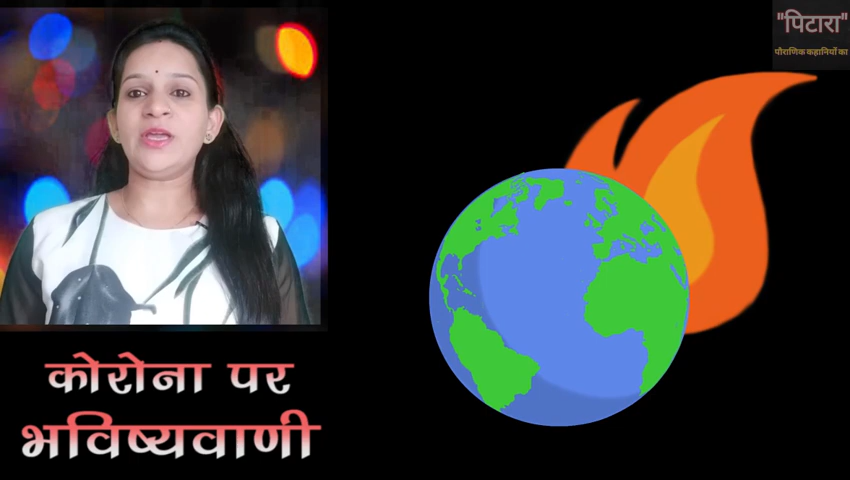 "पिटारा"
पौराणिक कहानियों का
कोरोना पर
भविष्यवाणी